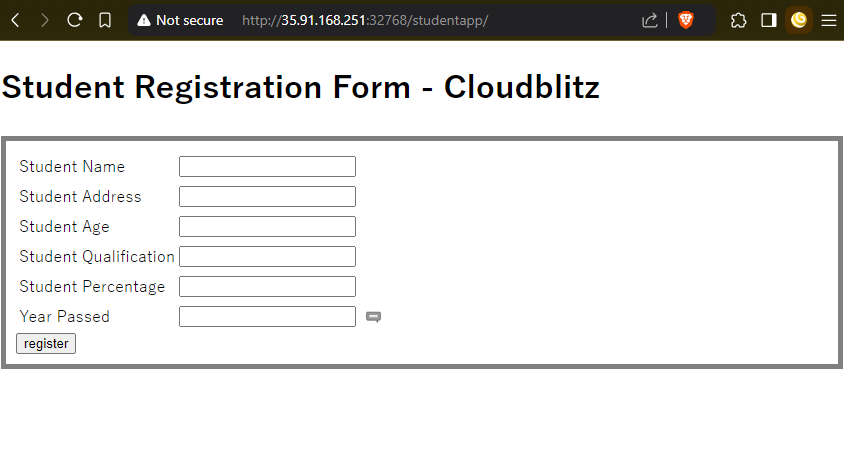 Not secure http://35.91.168.251:32768/studentapp/
Student Registration Form - Cloudblitz
Student Name
Student Address
Student Age
Student Qualification
Student Percentage
Year Passed
register